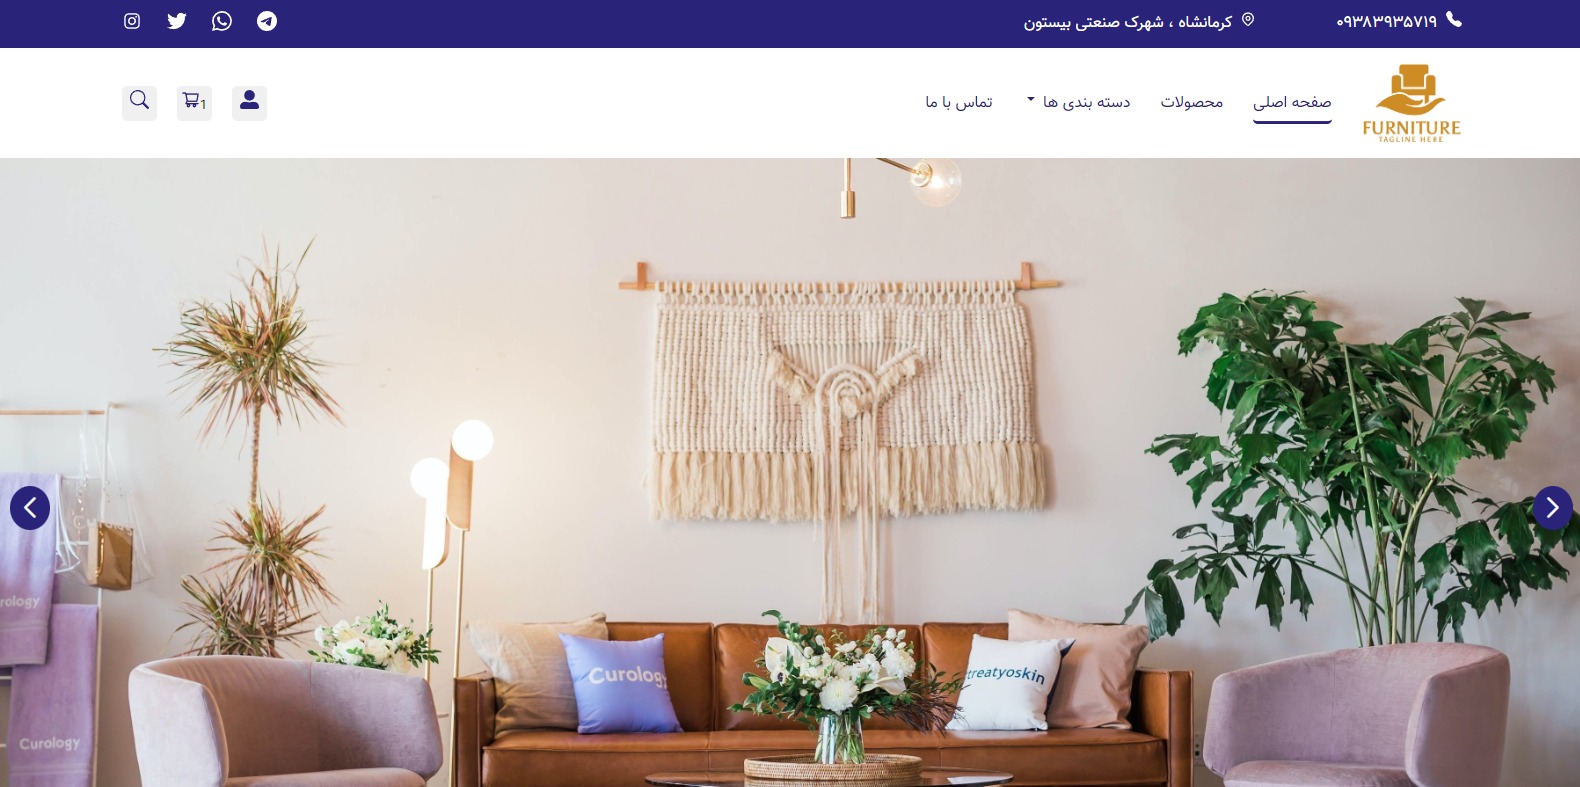 ۰۹۳۸۳۹۳۵۷۱۹
کرمانشاه ، شهرک صنعتی بیستون
FURNITURE
TAGLINE HERE
صفحه اصلی
محصولات
دسته بندی ها
تماس با ما
1
Curology
treatyoskin
rology
Curology